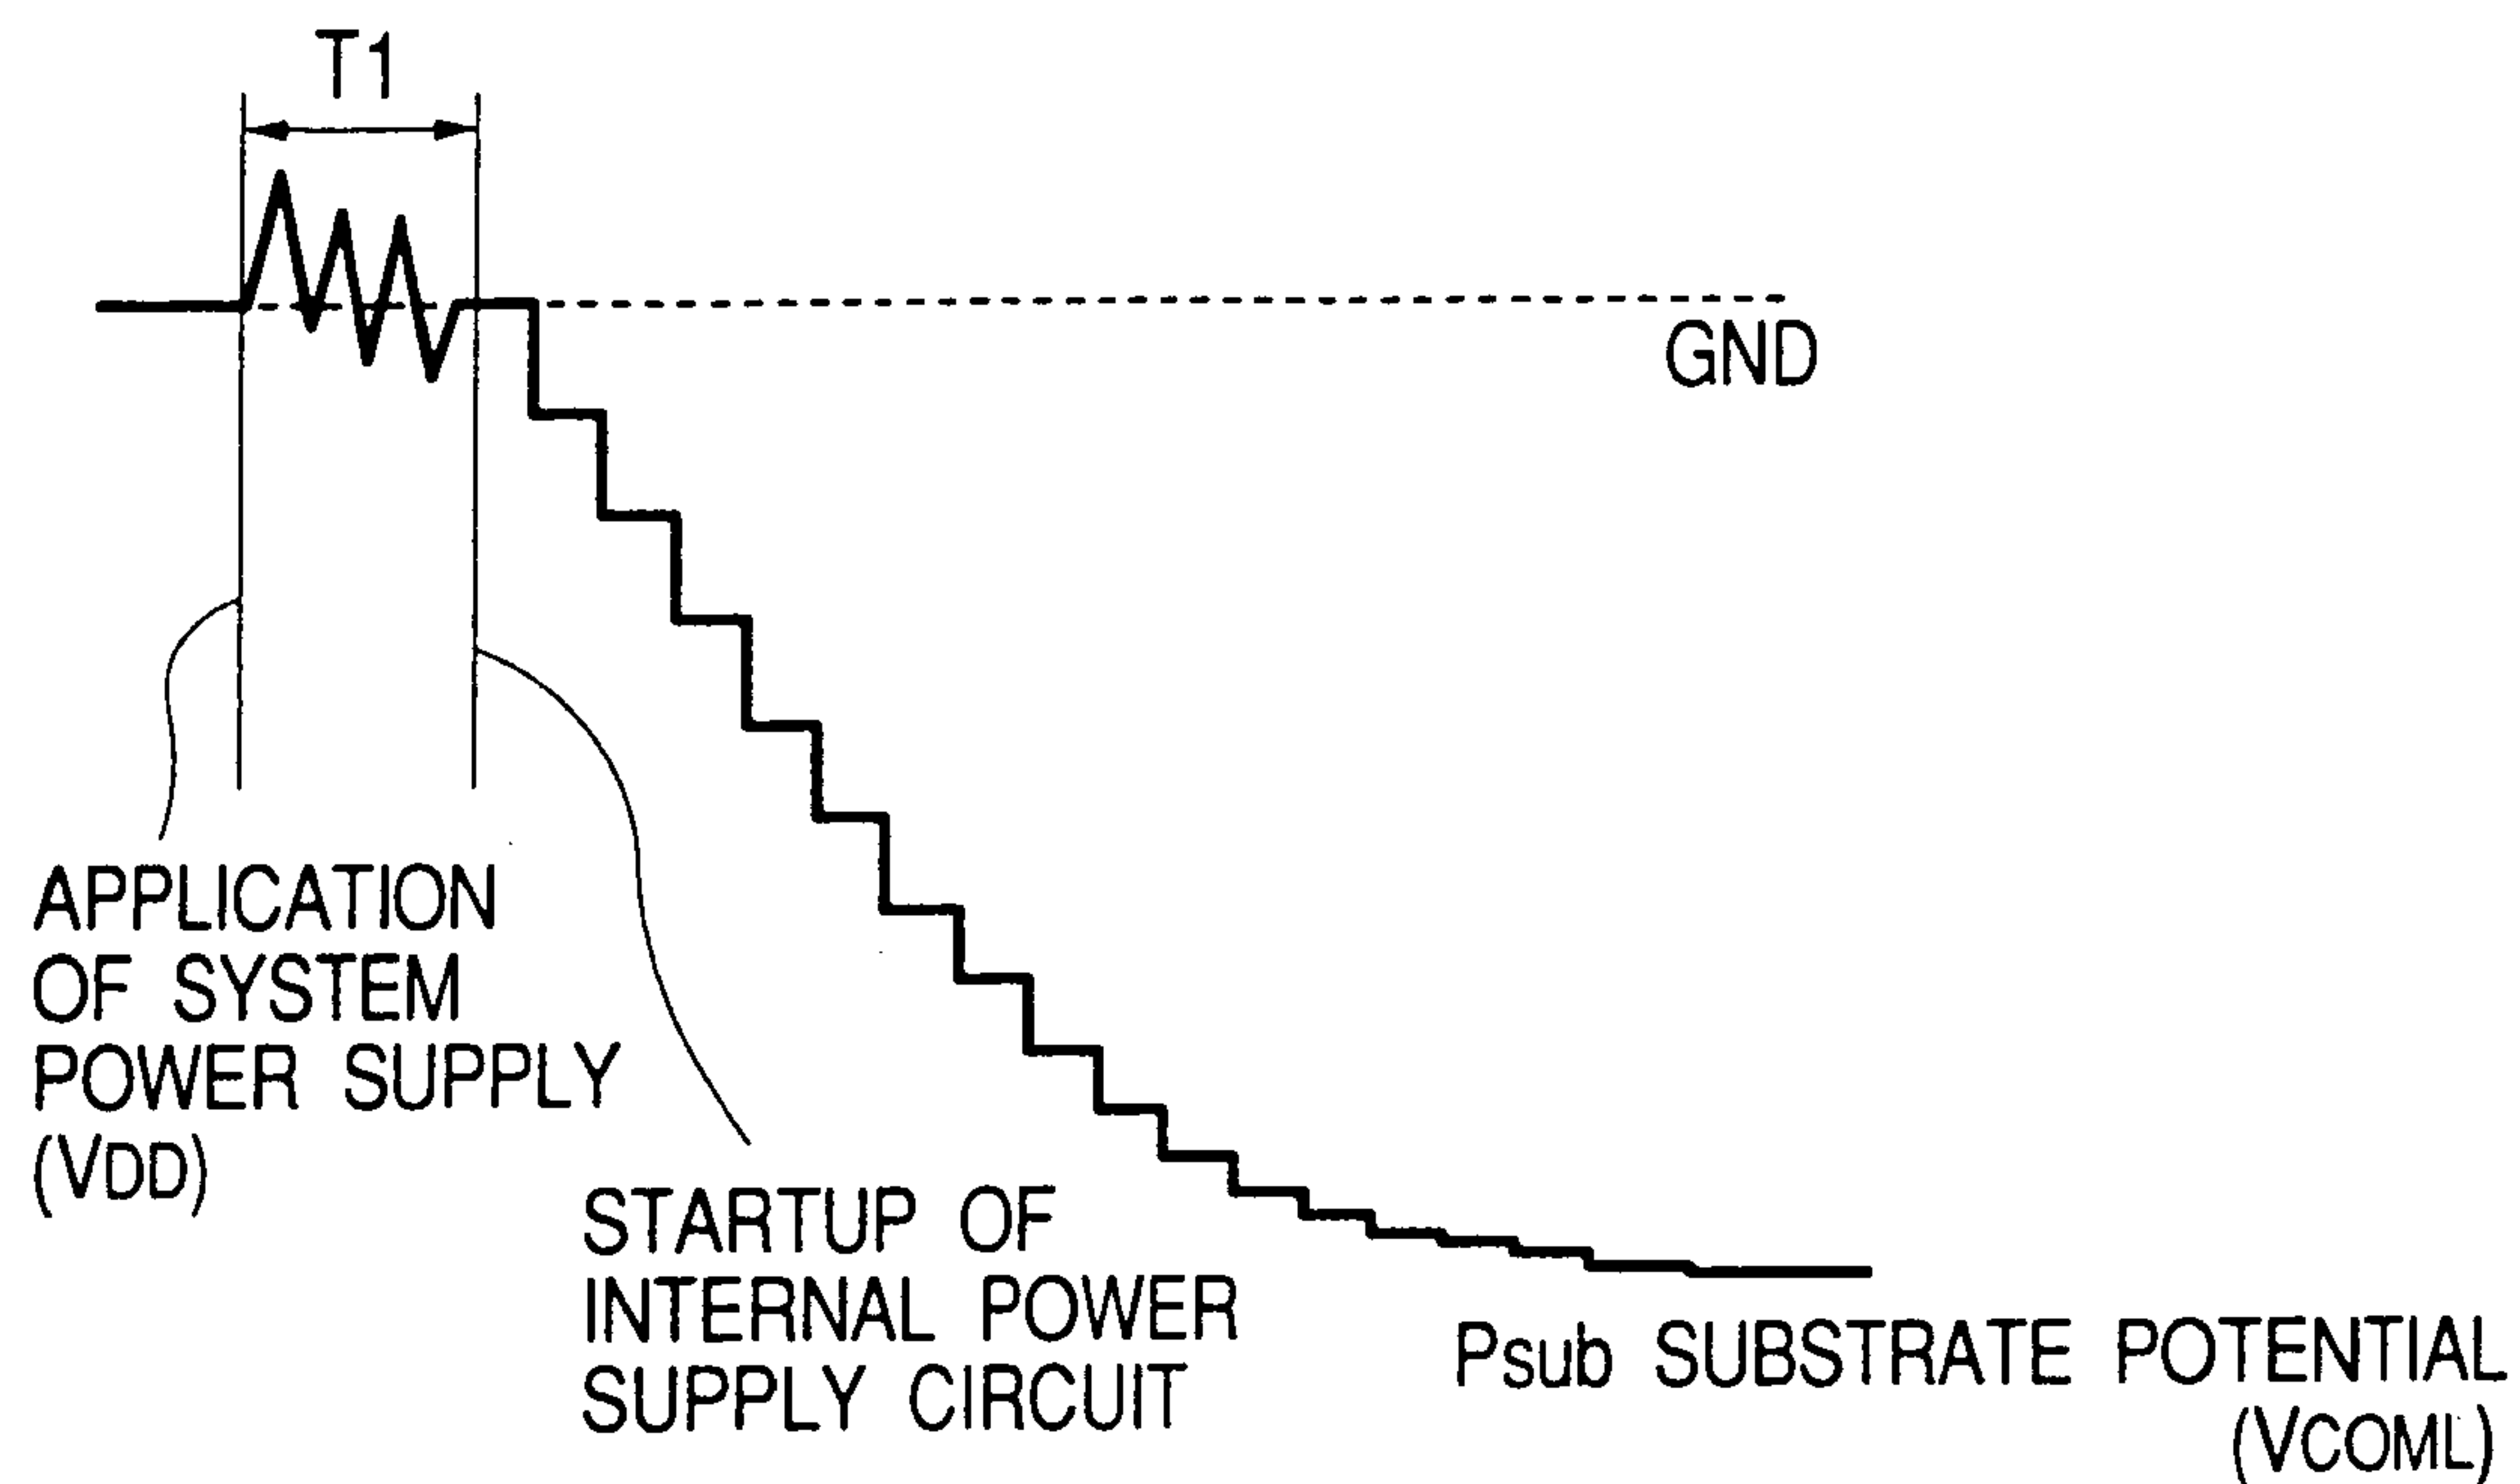 T1
GND
APPLICATION
OF SYSTEM
POWER SUPPLY
(VDD)
STARTUP OF
INTERNAL POWER
SUPPLY CIRCUIT
Psub SUBSTRATE POTENTIAL
(VCOML)